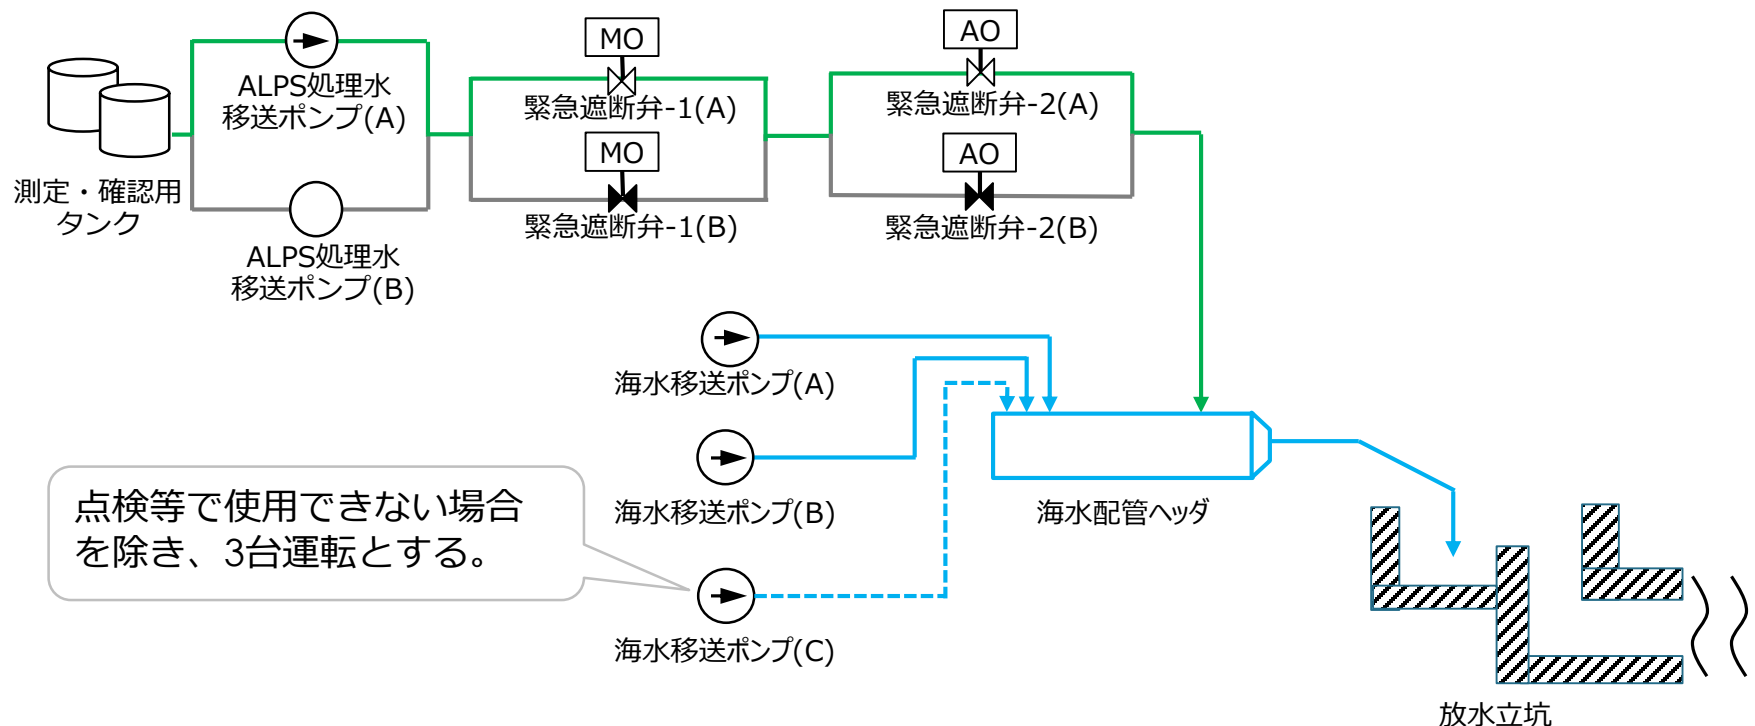 MO
AO
ALPS処理水
移送ポンプ(A)
緊急遮断弁-1(A)
緊急遮断弁-2(A)
MO
AO
測定・確認用
タンク
緊急遮断弁-1(B)
緊急遮断弁-2(B)
ALPS処理水
移送ポンプ(B)
海水移送ポンプ(A)
点検等で使用できない場合
を除き、3台運転とする。
海水移送ポンプ(B)
海水配管ヘッダ
海水移送ポンプ(C)
放水立坑